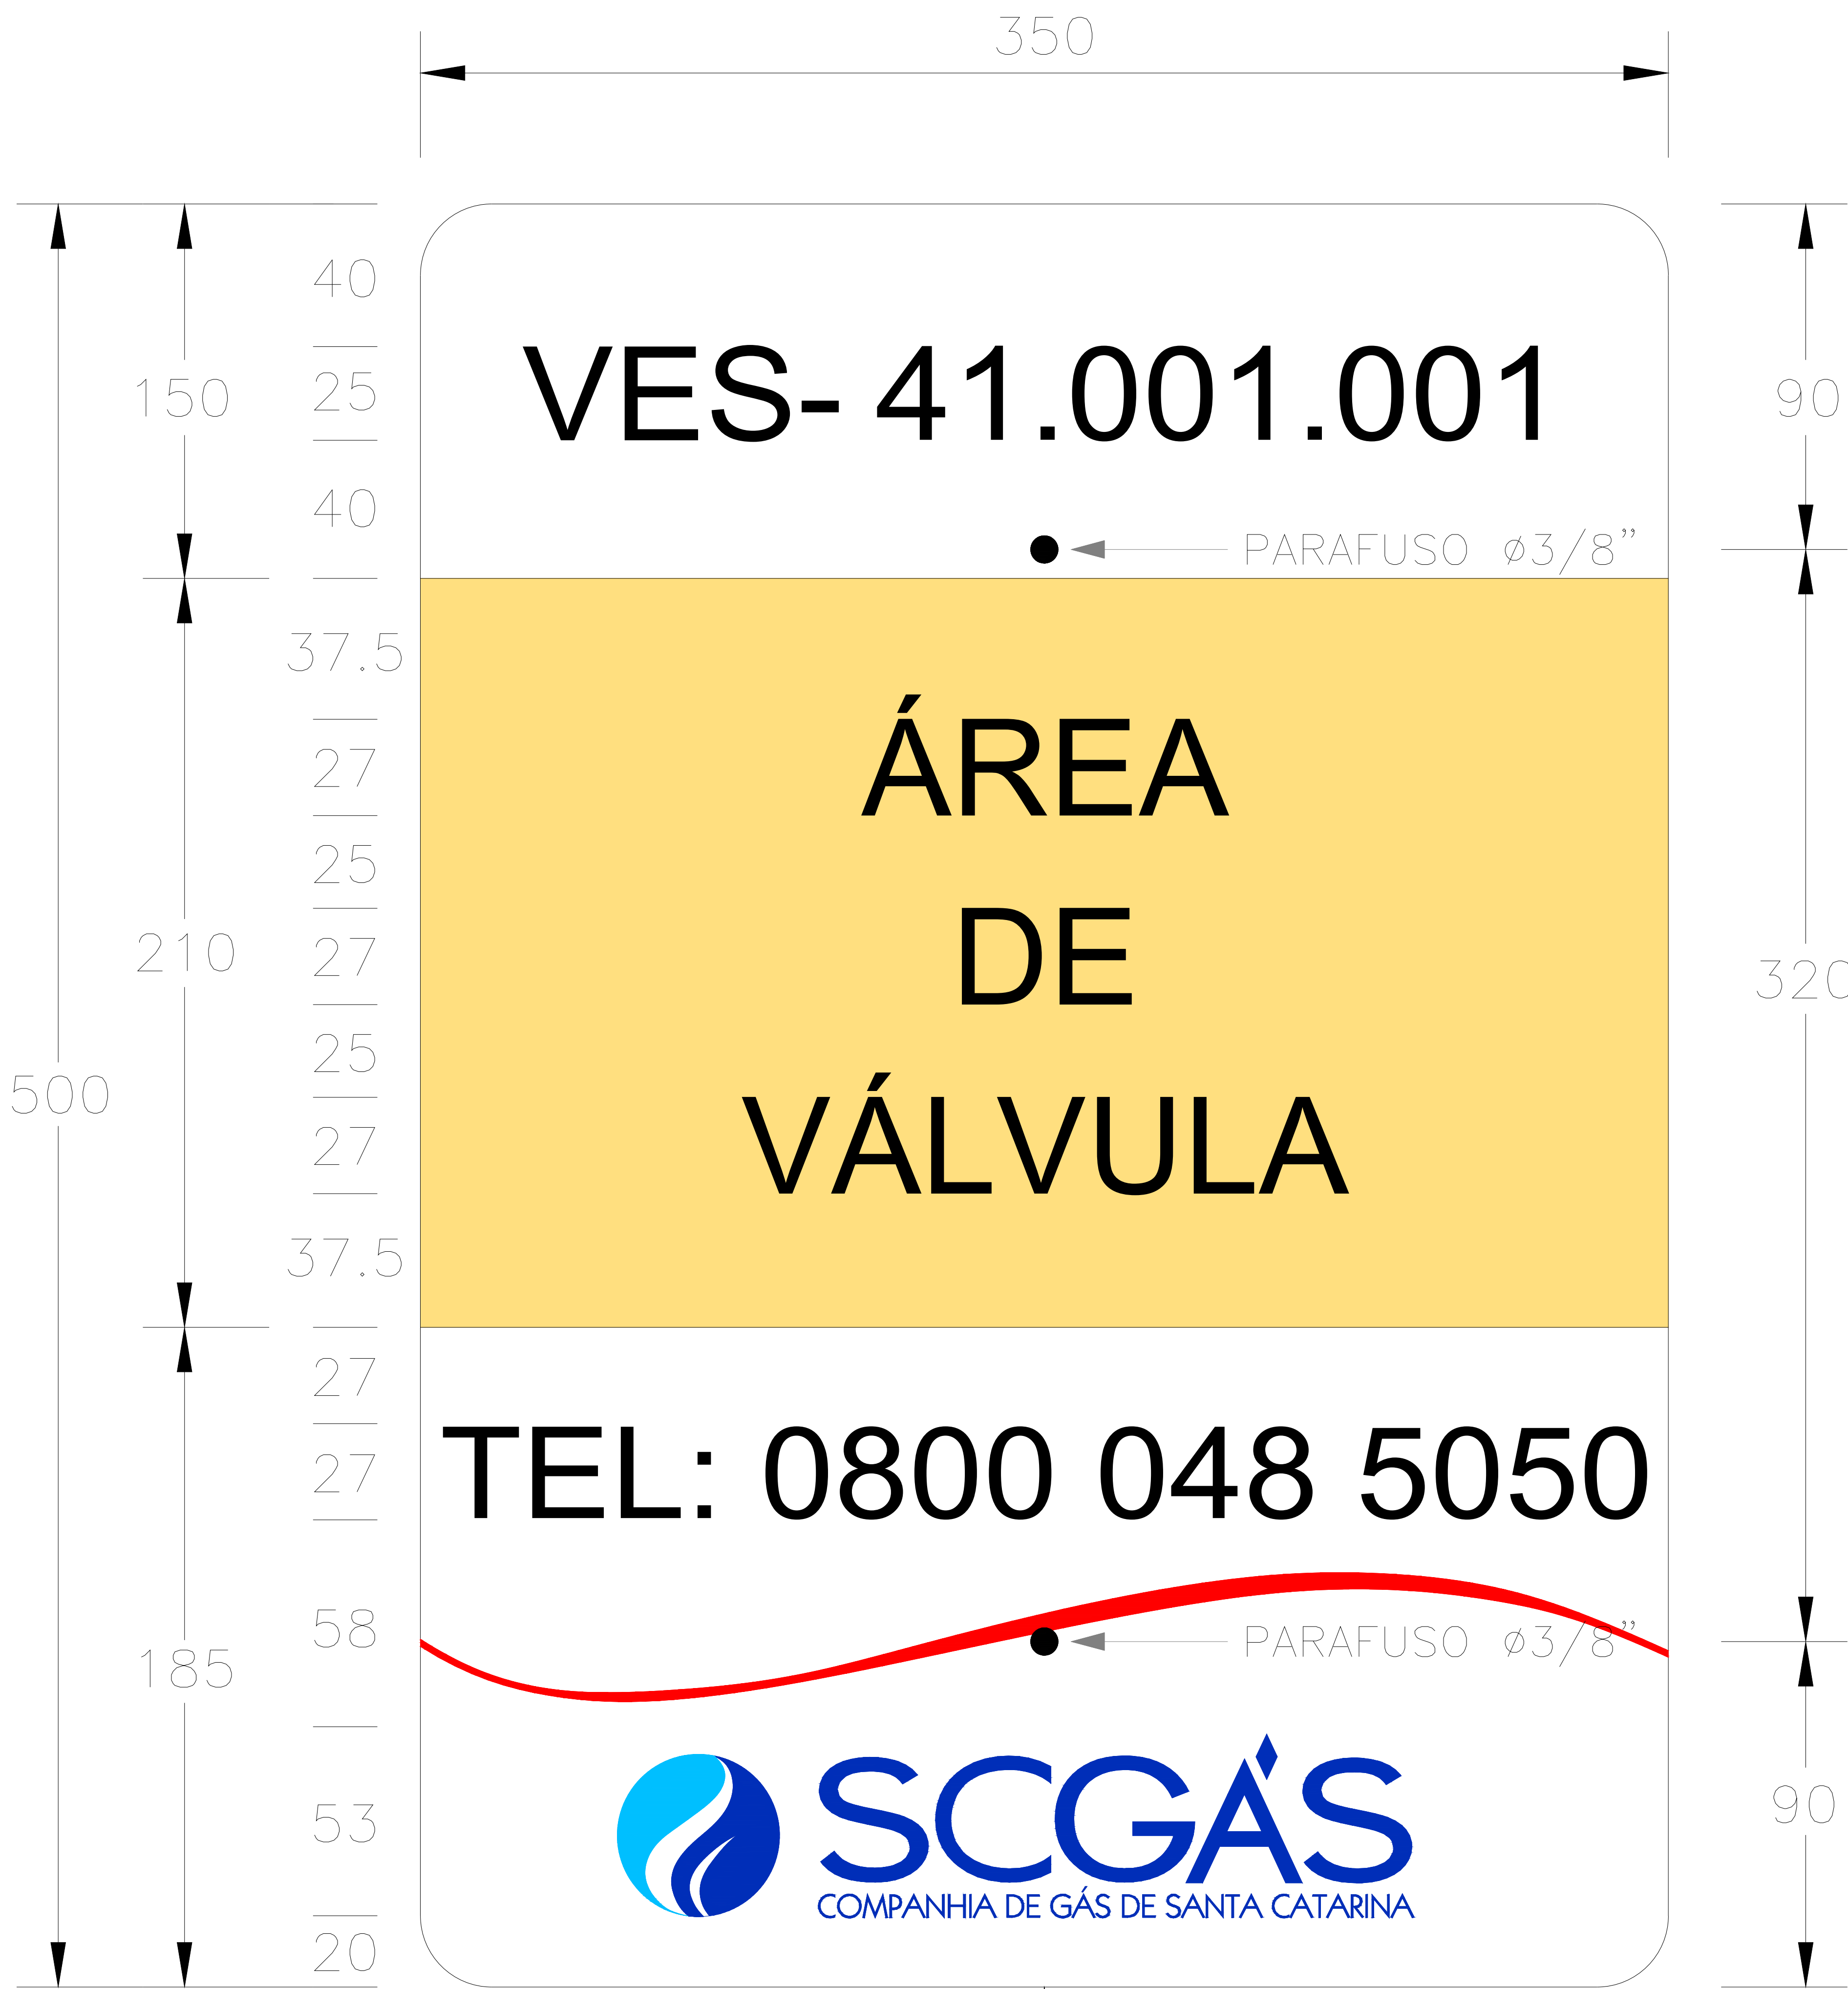 350
40
VES- 41.001.001
25
150
90
40
PARAFUSO ø3/8”
37.5
ÁREA
27
25
DE
27
210
320
25
500
VÁLVULA
27
37.5
27
TEL: 0800 048 5050
27
58
PARAFUSO ø3/8”
185
SCGÁS
53
90
COMPANHIA DE GÁS DE SANTA CATARINA
20